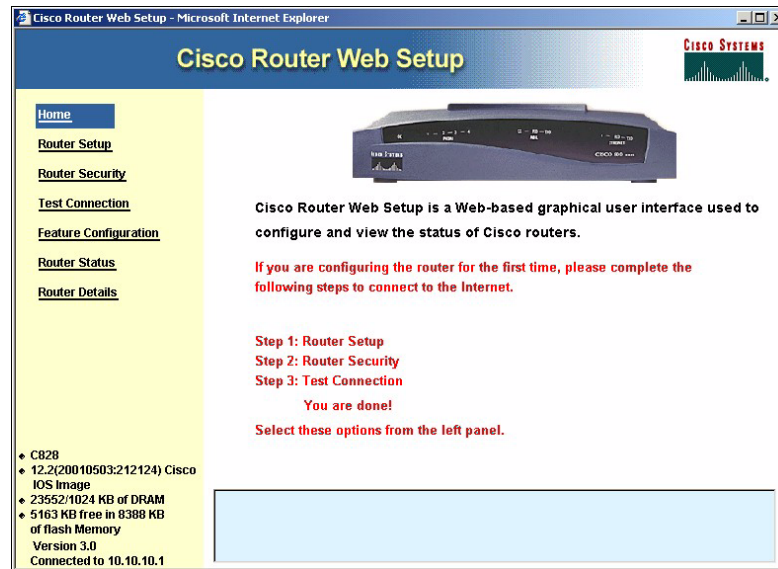 Cisco Router Web Setup - Microsoft Internet Explorer
Cisco Router Web Setup
CISCO SYSTEMS
Home
Router Setup
Router Security
Test Connection
Feature Configuration
Router Status
Router Details
CISCO SYSTEMS
Cisco Router Web Setup is a Web-based graphical user interface used to
configure and view the status of Cisco routers.
If you are configuring the router for the first time, please complete the
following steps to connect to the Internet.
Step 1: Router Setup
Step 2: Router Security
Step 3: Test Connection
You are done!
Select these options from the left panel.
C828
12.2(20010503:212124) Cisco
IOS Image
23552/1024 KB of DRAM
5163 KB free in 8388 KB
of flash Memory
Version 3.0
Connected to 10.10.10.1